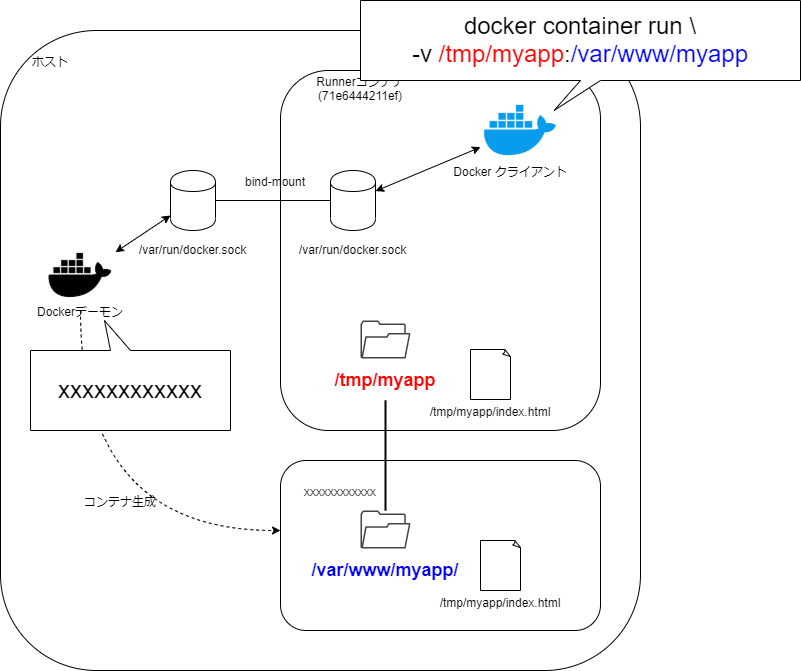 docker container run \
-v /tmp/myapp:/var/www/myapp
ホスト
Runnerコンテナ
(71e6444211ef)
Docker クライアント
bind-mount
/var/run/docker.sock
/var/run/docker.sock
Dockerデーモン
xxxxxxxxxxxx
/tmp/myapp
/tmp/myapp/index.html
コンテナ生成
xxxxxxxxxxxx
/var/www/myapp/
/tmp/myapp/index.html